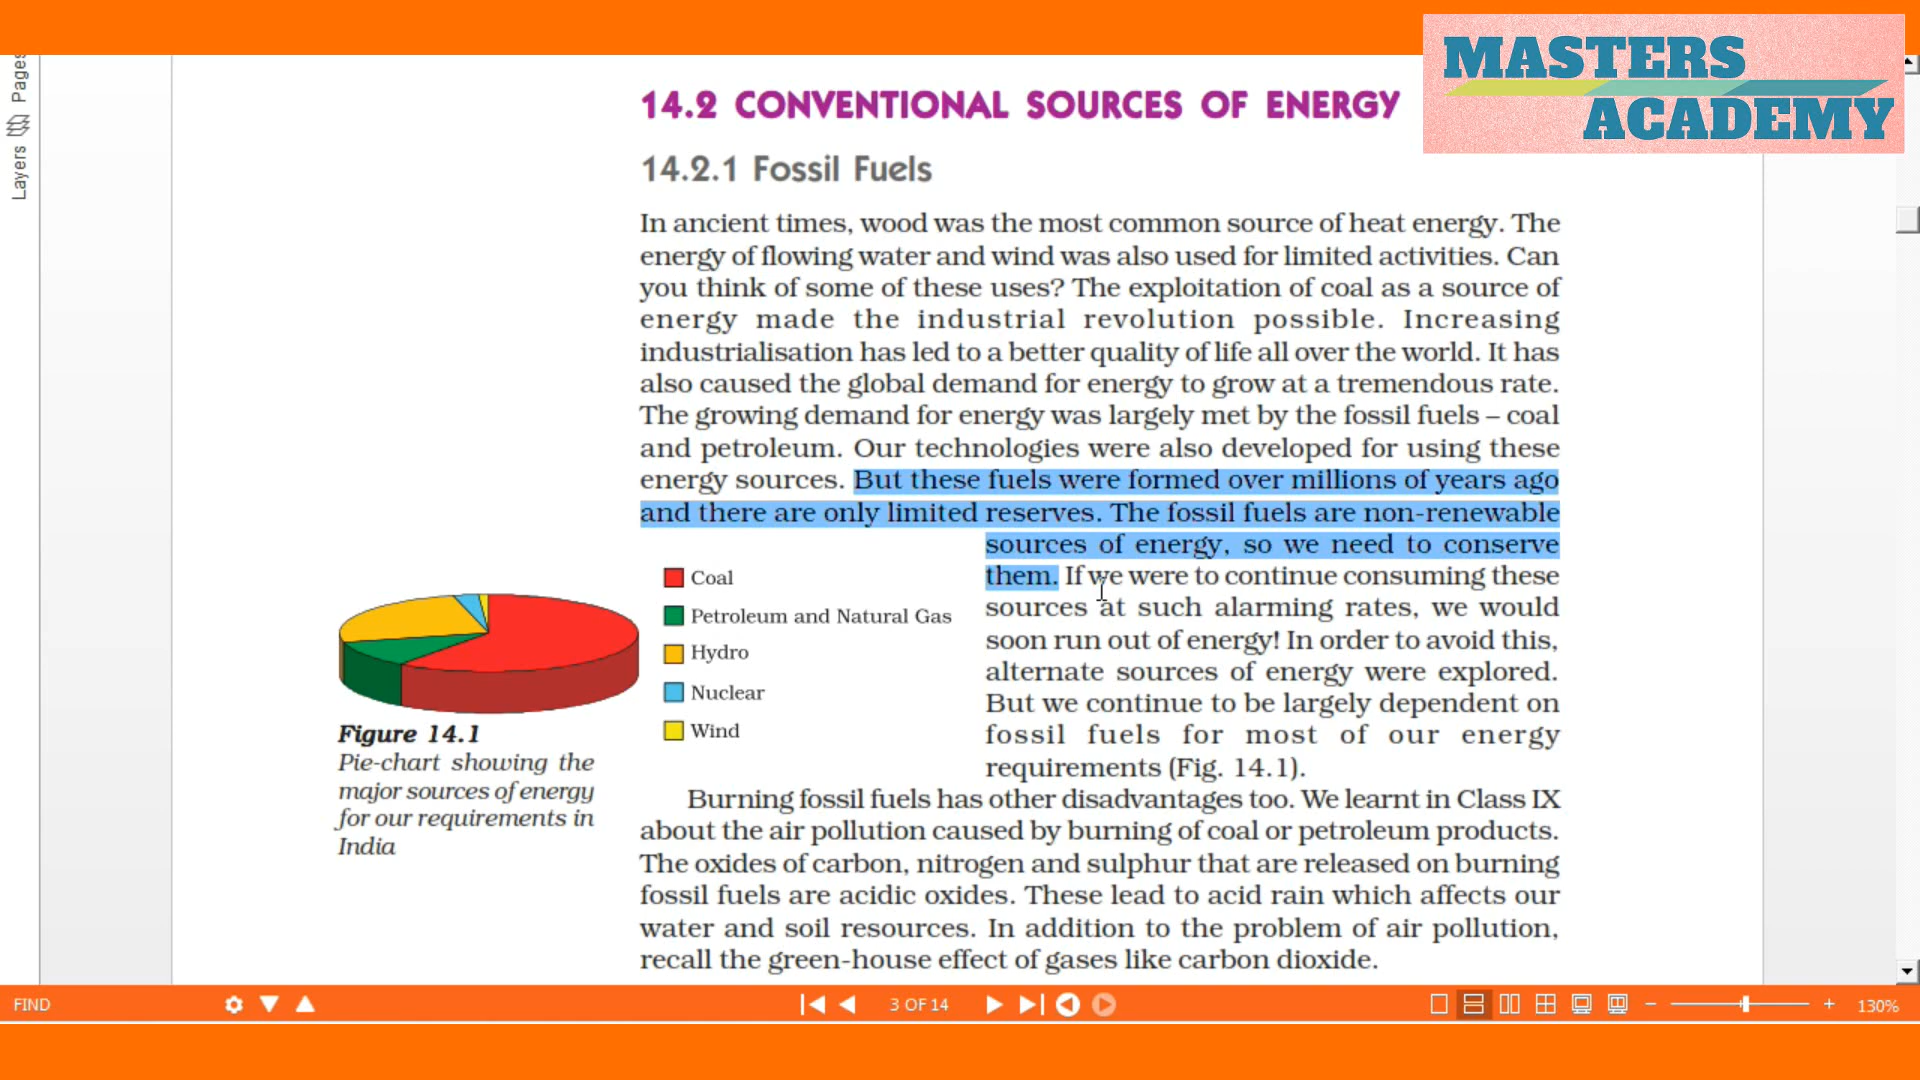 MASTERS
ACADEMY
Pages
Layers
14.2 CONVENTIONAL SOURCES OF ENERGY
14.2.1 Fossil Fuels
In ancient times, wood was the most common source of heat energy. The
energy of flowing water and wind was also used for limited activities. Can
you think of some of these uses? The exploitation of coal as a source of
energy made the industrial revolution possible. Increasing
industrialisation has led to a better quality of life all over the world. It has
also caused the global demand for energy to grow at a tremendous rate.
The growing demand for energy was largely met by the fossil fuels – coal
and petroleum. Our technologies were also developed for using these
energy sources. But these fuels were formed over millions of years ago
and there are only limited reserves. The fossil fuels are non-renewable
sources of energy, so we need to conserve
them. If we were to continue consuming these
sources at such alarming rates, we would
soon run out of energy! In order to avoid this,
alternate sources of energy were explored.
But we continue to be largely dependent on
fossil fuels for most of our energy
requirements (Fig. 14.1).
Coal
Petroleum and Natural Gas
Hydro
Nuclear
Wind
Figure 14.1
Pie-chart showing the
major sources of energy
for our requirements in
India
Burning fossil fuels has other disadvantages too. We learnt in Class IX
about the air pollution caused by burning of coal or petroleum products.
The oxides of carbon, nitrogen and sulphur that are released on burning
fossil fuels are acidic oxides. These lead to acid rain which affects our
water and soil resources. In addition to the problem of air pollution,
recall the green-house effect of gases like carbon dioxide.
FIND
3 OF 14
130%